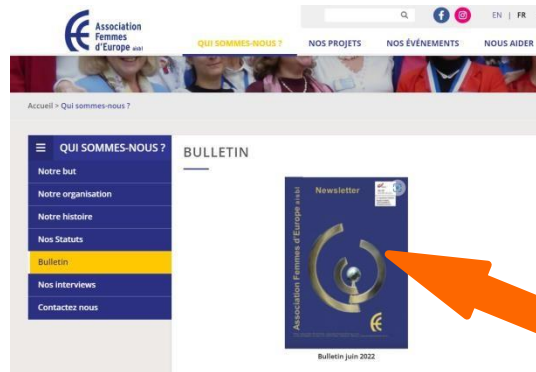 Association
Femmes
d'Europe aisbl
EN | FR
QUI SOMMES-NOUS ?
NOS PROJETS
NOS ÉVÉNEMENTS
NOUS AIDER
Accueil > Qui sommes-nous ?
QUI SOMMES-NOUS ?
Notre but
Notre organisation
Notre histoire
Nos Statuts
Bulletin
Nos interviews
Contactez nous
BULLETIN
Newsletter
Association Femmes d'Europe aisbl
Bulletin juin 2022